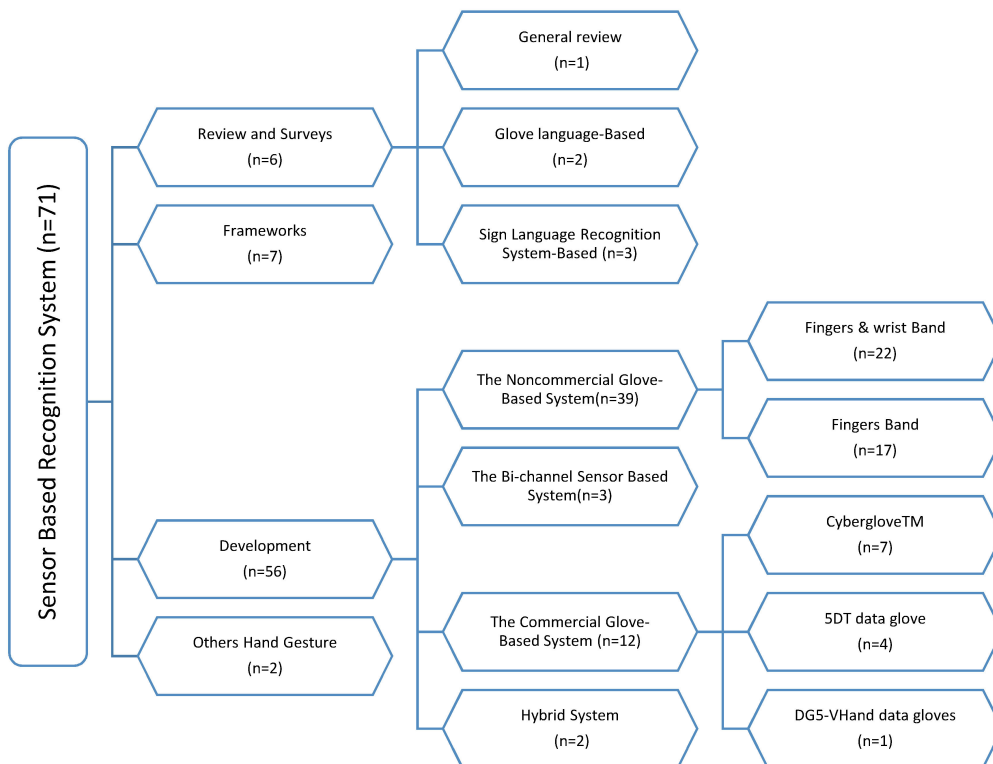 Sensor Based Recognition System (n=71)
Review and Surveys
(n=6)
General review
(n=1)
Glove language-Based
(n=2)
Sign Language Recognition
System-Based (n=3)
Frameworks
(n=7)
Development
(n=56)
The Noncommercial Glove-
Based System(n=39)
Fingers & wrist Band
(n=22)
Fingers Band
(n=17)
The Bi-channel Sensor Based
System(n=3)
The Commercial Glove-
Based System (n=12)
CybergloveTM
(n=7)
5DT data glove
(n=4)
DG5-VHand data gloves
(n=1)
Hybrid System
(n=2)
Others Hand Gesture
(n=2)